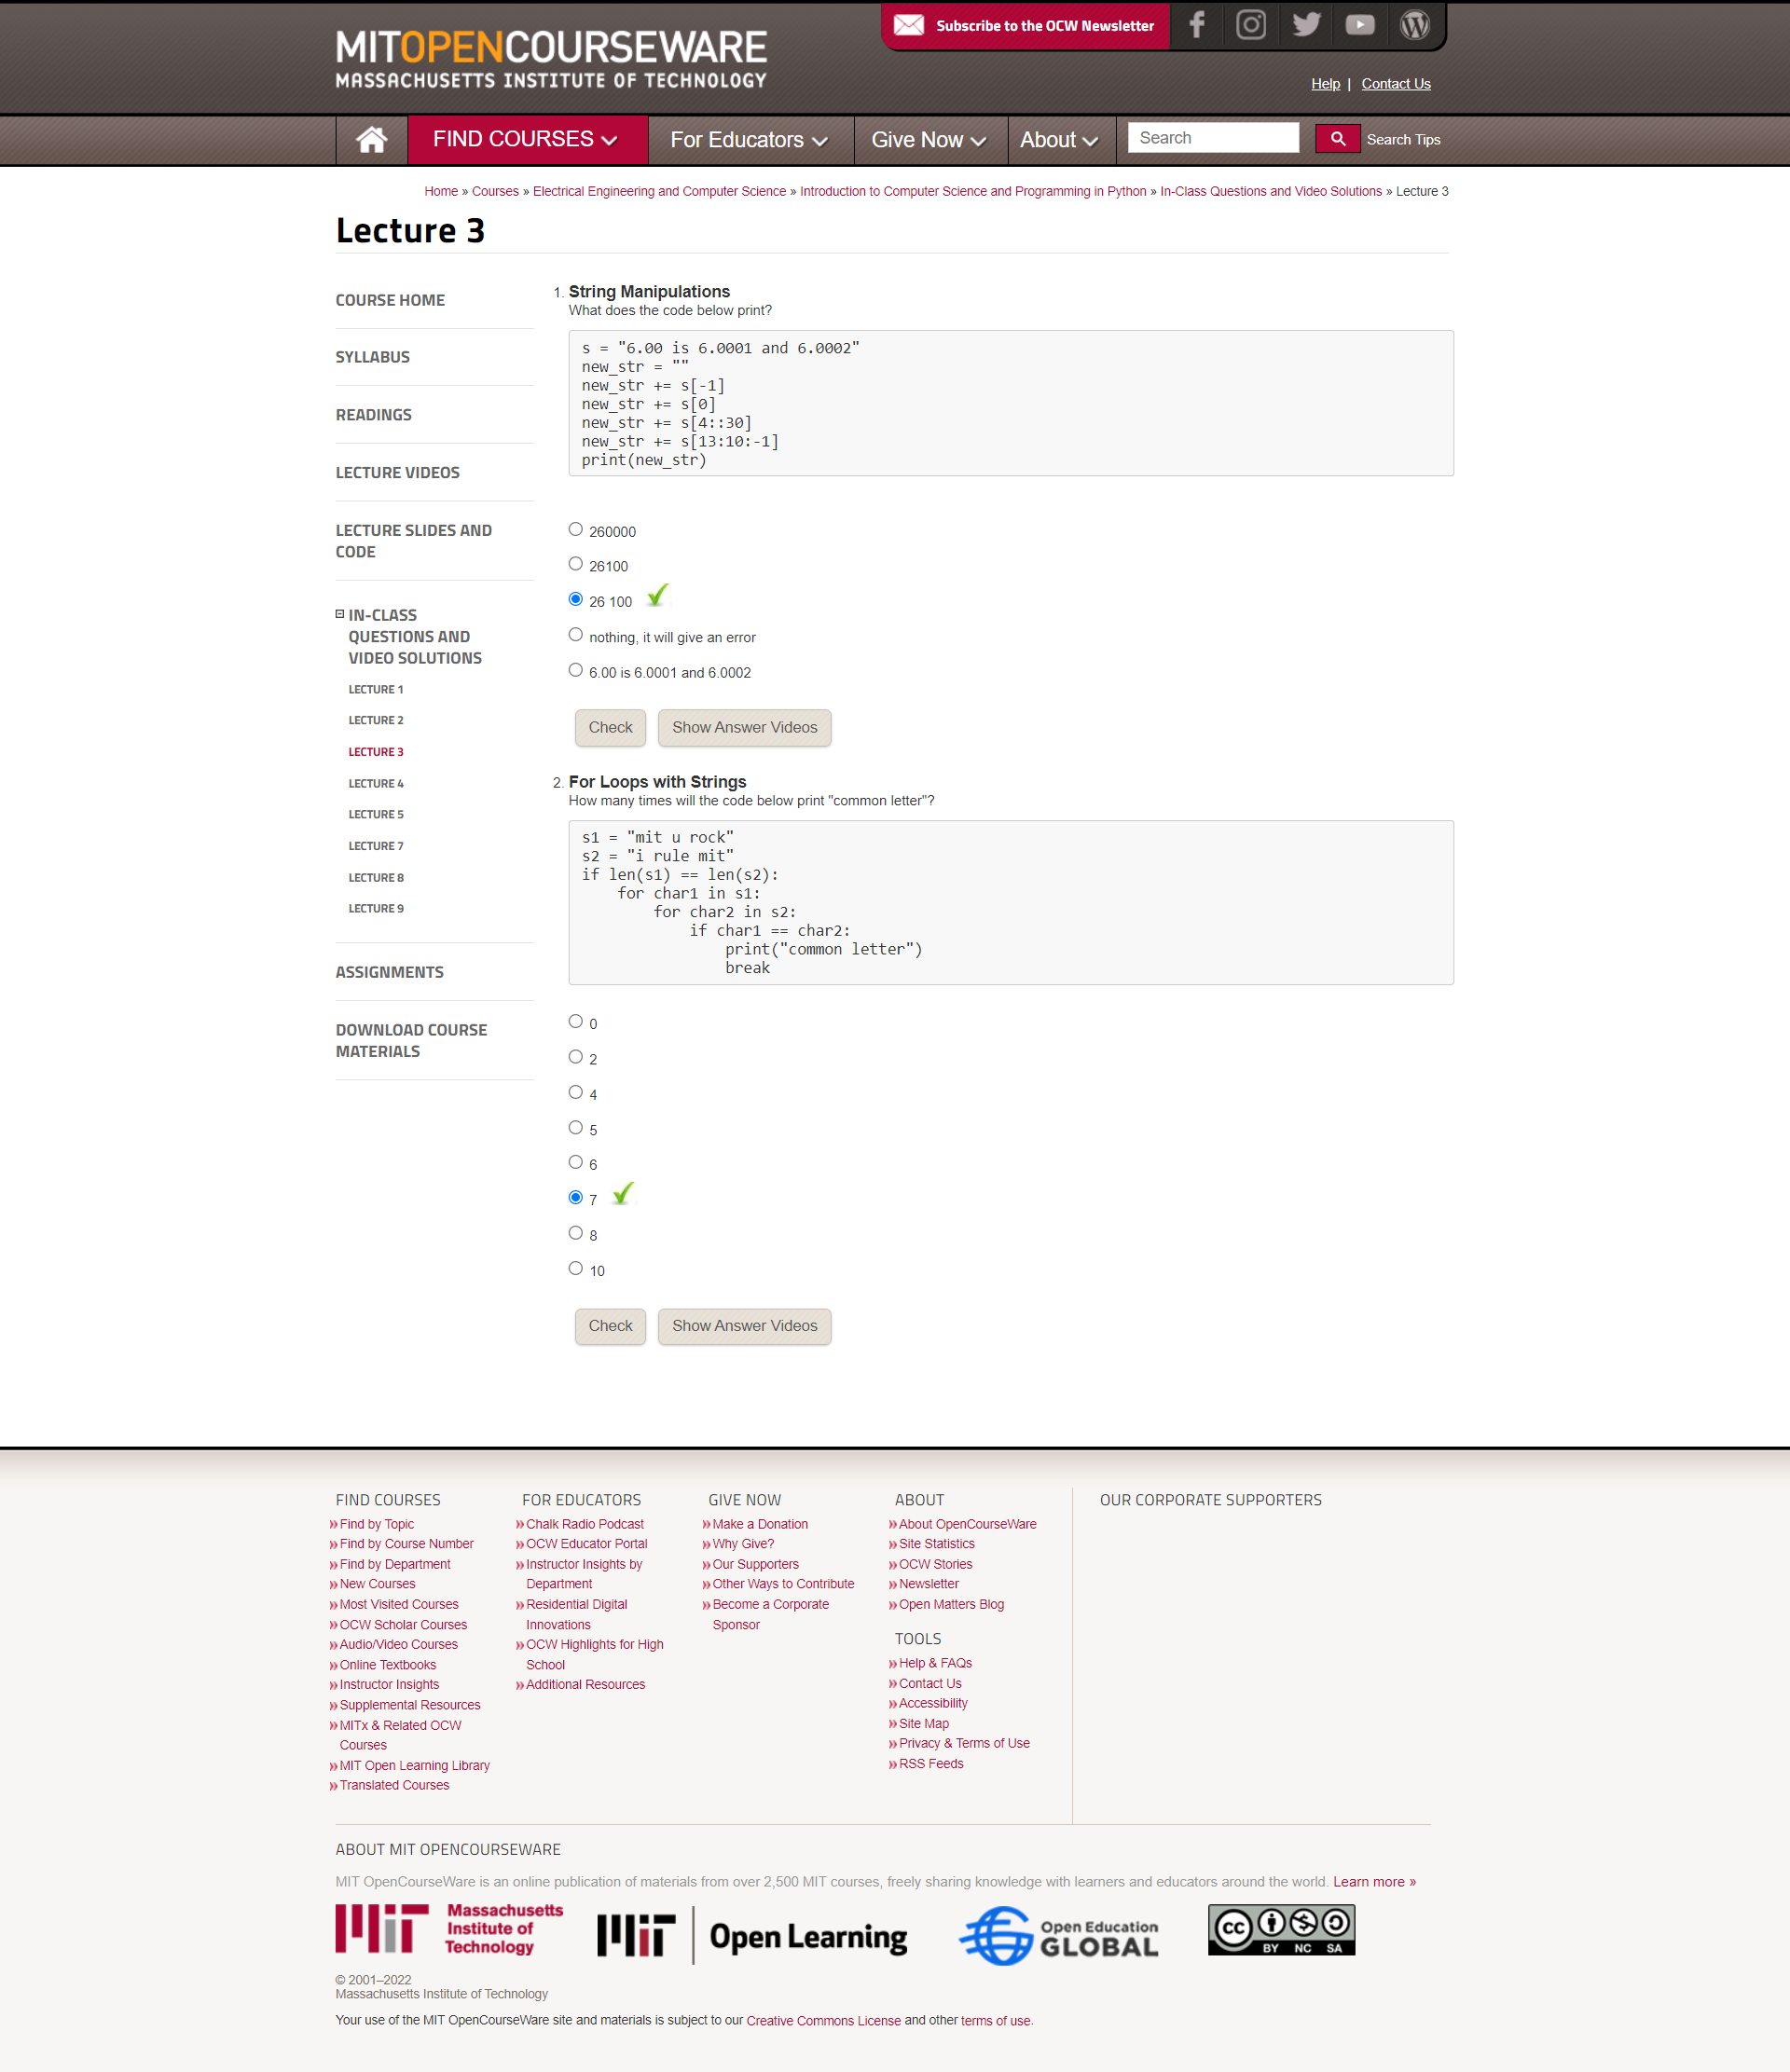 MITOPENCOURSEWARE
MASSACHUSETTS INSTITUTE OF TECHNOLOGY
Subscribe to the OCW Newsletter
Help | Contact Us
FIND COURSES For Educators Give Now About Search Search Tips
Home » Courses » Electrical Engineering and Computer Science » Introduction to Computer Science and Programming in Python » In-Class Questions and Video Solutions » Lecture 3
Lecture 3
COURSE HOME
SYLLABUS
READINGS
LECTURE VIDEOS
LECTURE SLIDES AND
CODE
IN-CLASS
QUESTIONS AND
VIDEO SOLUTIONS
LECTURE 1
LECTURE 2
LECTURE 3
LECTURE 4
LECTURE 5
LECTURE 7
LECTURE 8
LECTURE 9
ASSIGNMENTS
DOWNLOAD COURSE
MATERIALS
1. String Manipulations
What does the code below print?
s = "6.00 is 6.0001 and 6.0002"
new_str = ""
new_str += s[-1]
new_str += s[0]
new_str += s[4::30]
new_str += s[13:10:-1]
print(new_str)
260000
26100
26 100
nothing, it will give an error
6.00 is 6.0001 and 6.0002
Check Show Answer Videos
2. For Loops with Strings
How many times will the code below print "common letter"?
s1 = "mit u rock"
s2 = "i rule mit"
if len(s1) == len(s2):
    for char1 in s1:
        for char2 in s2:
            if char1 == char2:
                print("common letter")
                break
0
2
4
5
6
7
8
10
Check Show Answer Videos
FIND COURSES
Find by Topic
Find by Course Number
Find by Department
New Courses
Most Visited Courses
OCW Scholar Courses
Audio/Video Courses
Online Textbooks
Instructor Insights
Supplemental Resources
MITx & Related OCW
Courses
MIT Open Learning Library
Translated Courses
FOR EDUCATORS
Chalk Radio Podcast
OCW Educator Portal
Instructor Insights by
Department
Residential Digital
Innovations
OCW Highlights for High
School
Additional Resources
GIVE NOW
Make a Donation
Why Give?
Our Supporters
Other Ways to Contribute
Become a Corporate
Sponsor
ABOUT
About OpenCourseWare
Site Statistics
OCW Stories
Newsletter
Open Matters Blog
TOOLS
Help & FAQs
Contact Us
Accessibility
Site Map
Privacy & Terms of Use
RSS Feeds
OUR CORPORATE SUPPORTERS
ABOUT MIT OPENCOURSEWARE
MIT OpenCourseWare is an online publication of materials from over 2,500 MIT courses, freely sharing knowledge with learners and educators around the world. Learn more »
MIT Massachusetts
Institute of
Technology
MIT Open Learning
Open Education
GLOBAL
cc BY NC SA
© 2001–2022
Massachusetts Institute of Technology
Your use of the MIT OpenCourseWare site and materials is subject to our Creative Commons License and other terms of use.